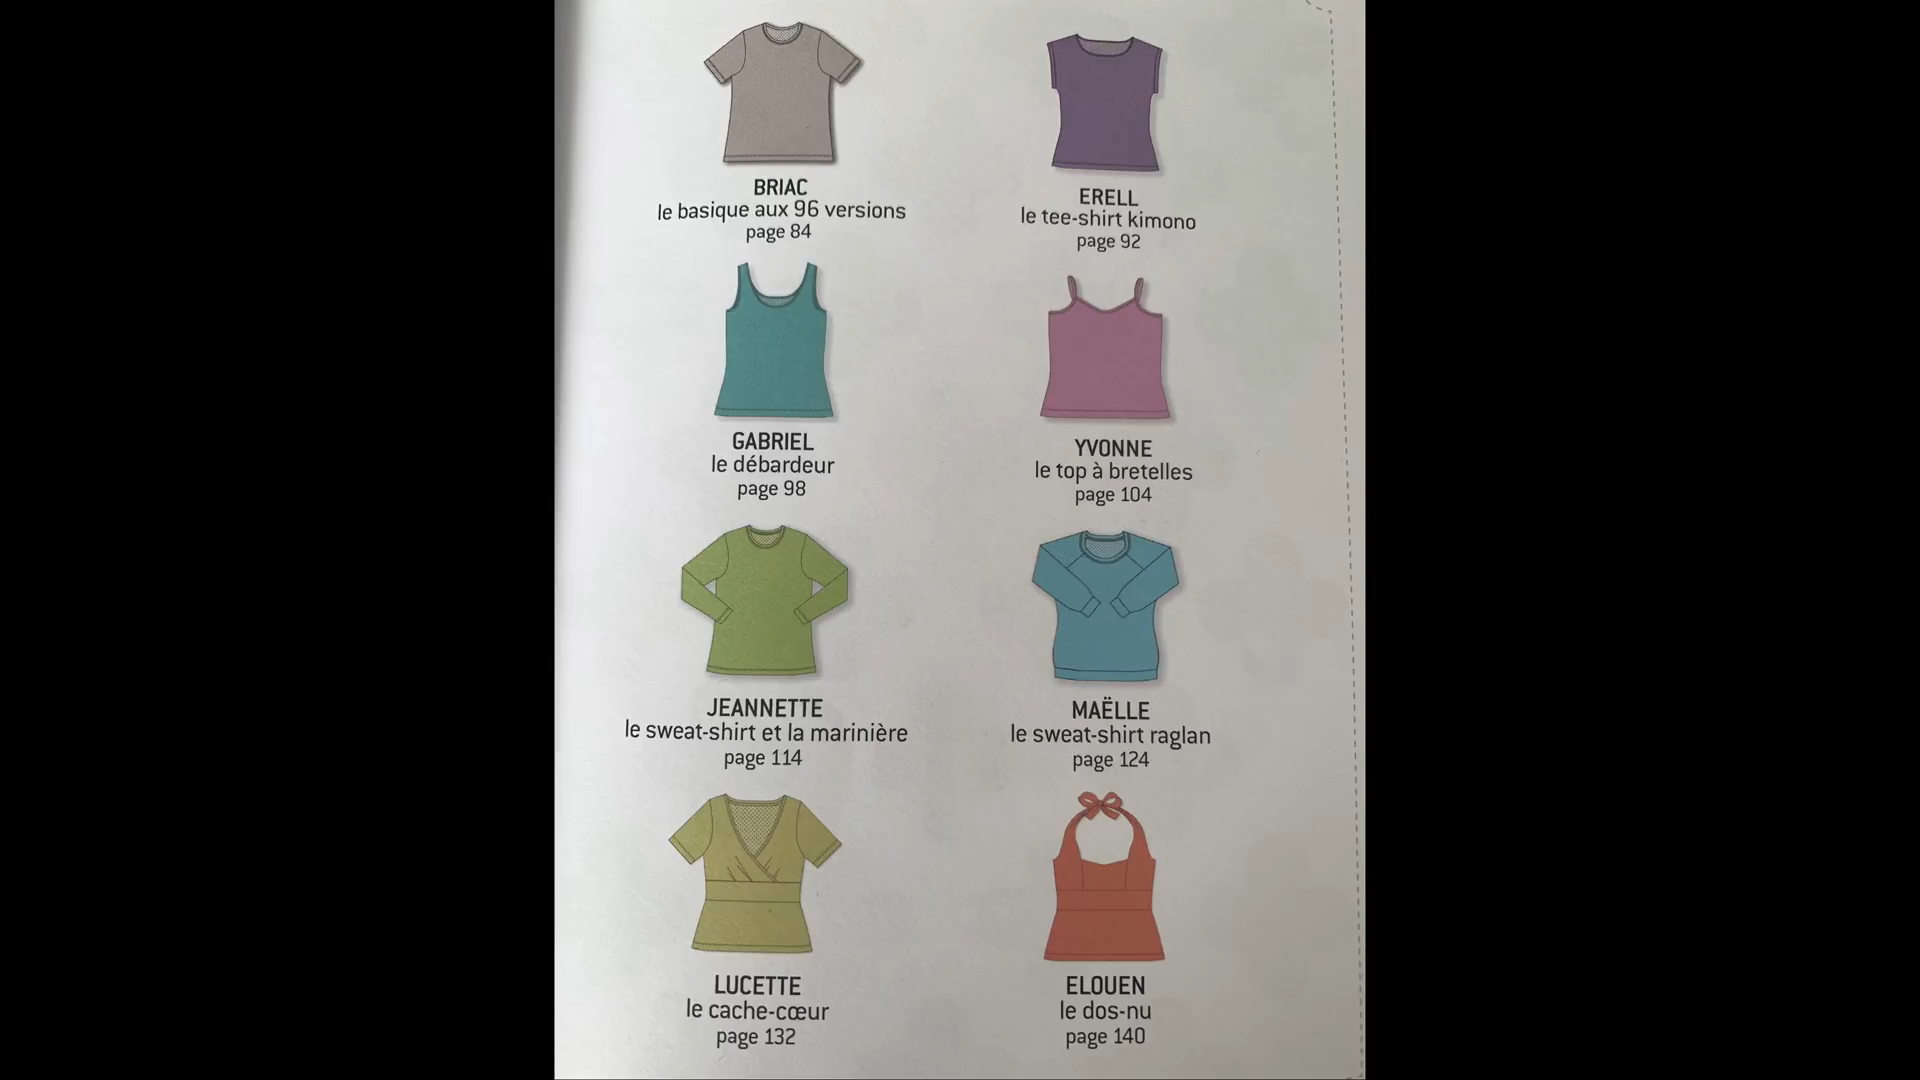 BRIAC
le basique aux 96 versions
page 84
ERELL
le tee-shirt kimono
page 92
GABRIEL
le débardeur
page 98
YVONNE
le top à bretelles
page 104
JEANNETTE
le sweat-shirt et la marinière
page 114
MAËLLE
le sweat-shirt raglan
page 124
LUCETTE
le cache-cœur
page 132
ELOUEN
le dos-nu
page 140